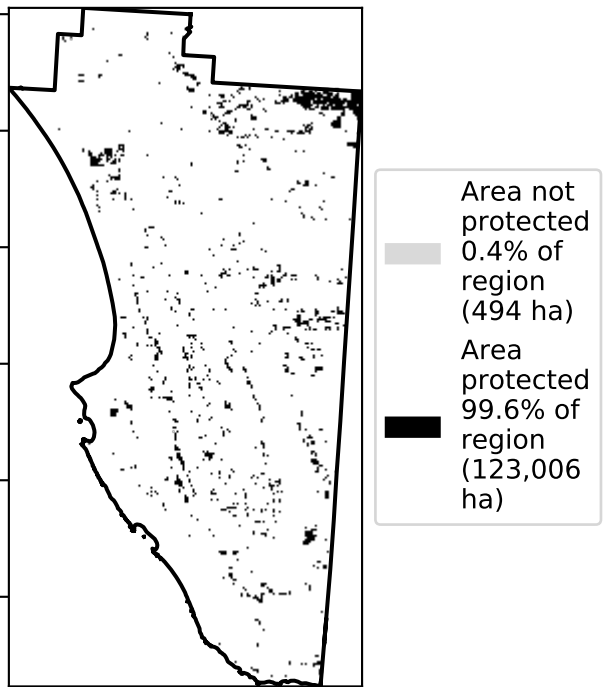 Area not
protected
0.4% of
region
(494 ha)
Area
protected
99.6% of
region
(123,006
ha)